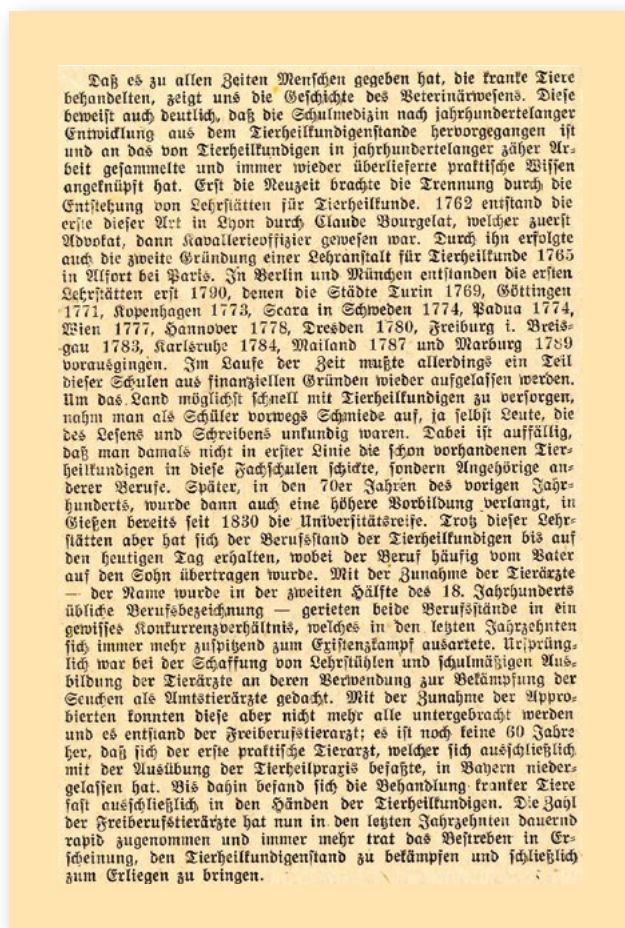 Daß es zu allen Zeiten Menschen gegeben hat, die kranke Tiere
behandelten, zeigt uns die Geschichte des Veterinärwesens. Diese
beweist auch deutlich, daß die Schulmedizin nach jahrhundertelanger
Entwicklung aus dem Tierheilkundigenstande hervorgegangen ist
und an das von Tierheilkundigen in jahrhundertelanger zäher Ar-
beit gesammelte und immer wieder überlieferte praktische Wissen
angeknüpft hat. Erst die Neuzeit brachte die Trennung durch die
Entstehung von Lehrstätten für Tierheilkunde. 1762 entstand die
erste dieser Art in Lyon durch Claude Bourgelat, welcher zuerst
Advokat, dann Kavallerieoffizier gewesen war. Durch ihn erfolgte
auch die zweite Gründung einer Lehranstalt für Tierheilkunde 1765
in Alfort bei Paris. In Berlin und München entstanden die ersten
Lehrstätten erst 1790, denen die Städte Turin 1769, Göttingen
1771, Kopenhagen 1773, Scara in Schweden 1774, Padua 1774,
Wien 1777, Hannover 1778, Dresden 1780, Freiburg i. Breis-
gau 1783, Karlsruhe 1784, Mailand 1787 und Marburg 1789
vorausgingen. Im Laufe der Zeit mußte allerdings ein Teil
dieser Schulen aus finanziellen Gründen wieder aufgelassen werden.
Um das Land möglichst schnell mit Tierheilkundigen zu versorgen,
nahm man als Schüler vorwegs Schmiede auf, ja selbst Leute, die
des Lesens und Schreibens unkundig waren. Dabei ist auffällig,
daß man damals nicht in erster Linie die schon vorhandenen Tier-
heilkundigen in diese Fachschulen schickte, sondern Angehörige an-
derer Berufe. Später, in den 70er Jahren des vorigen Jahr-
hunderts, wurde dann auch eine höhere Vorbildung verlangt, in
Gießen bereits seit 1830 die Universitätsreife. Trotz dieser Lehr-
stätten aber hat sich der Berufsstand der Tierheilkundigen bis auf
den heutigen Tag erhalten, wobei der Beruf häufig vom Vater
auf den Sohn übertragen wurde. Mit der Zunahme der Tierärzte
— der Name wurde in der zweiten Hälfte des 18. Jahrhunderts
übliche Berufsbezeichnung — gerieten beide Berufsstände in ein
gewisses Konkurrenzverhältnis, welches in den letzten Jahrzehnten
sich immer mehr zuspitzend zum Existenzkampf ausartete. Ursprüng-
lich war bei der Schaffung von Lehrstühlen und schulmäßigen Aus-
bildung der Tierärzte an deren Verwendung zur Bekämpfung der
Seuchen als Amtstierärzte gedacht. Mit der Zunahme der Appro-
bierten konnten diese aber nicht mehr alle untergebracht werden
und es entstand der Freiberufstierarzt; es ist noch keine 60 Jahre
her, daß sich der erste praktische Tierarzt, welcher sich ausschließlich
mit der Ausübung der Tierheilpraxis befaßte, in Bayern nieder-
gelassen hat. Bis dahin befand sich die Behandlung kranker Tiere
fast ausschließlich in den Händen der Tierheilkundigen. Die Zahl
der Freiberufstierärzte hat nun in den letzten Jahrzehnten dauernd
rapid zugenommen und immer mehr trat das Bestreben in Er-
scheinung, den Tierheilkundigenstand zu bekämpfen und schließlich
zum Erliegen zu bringen.